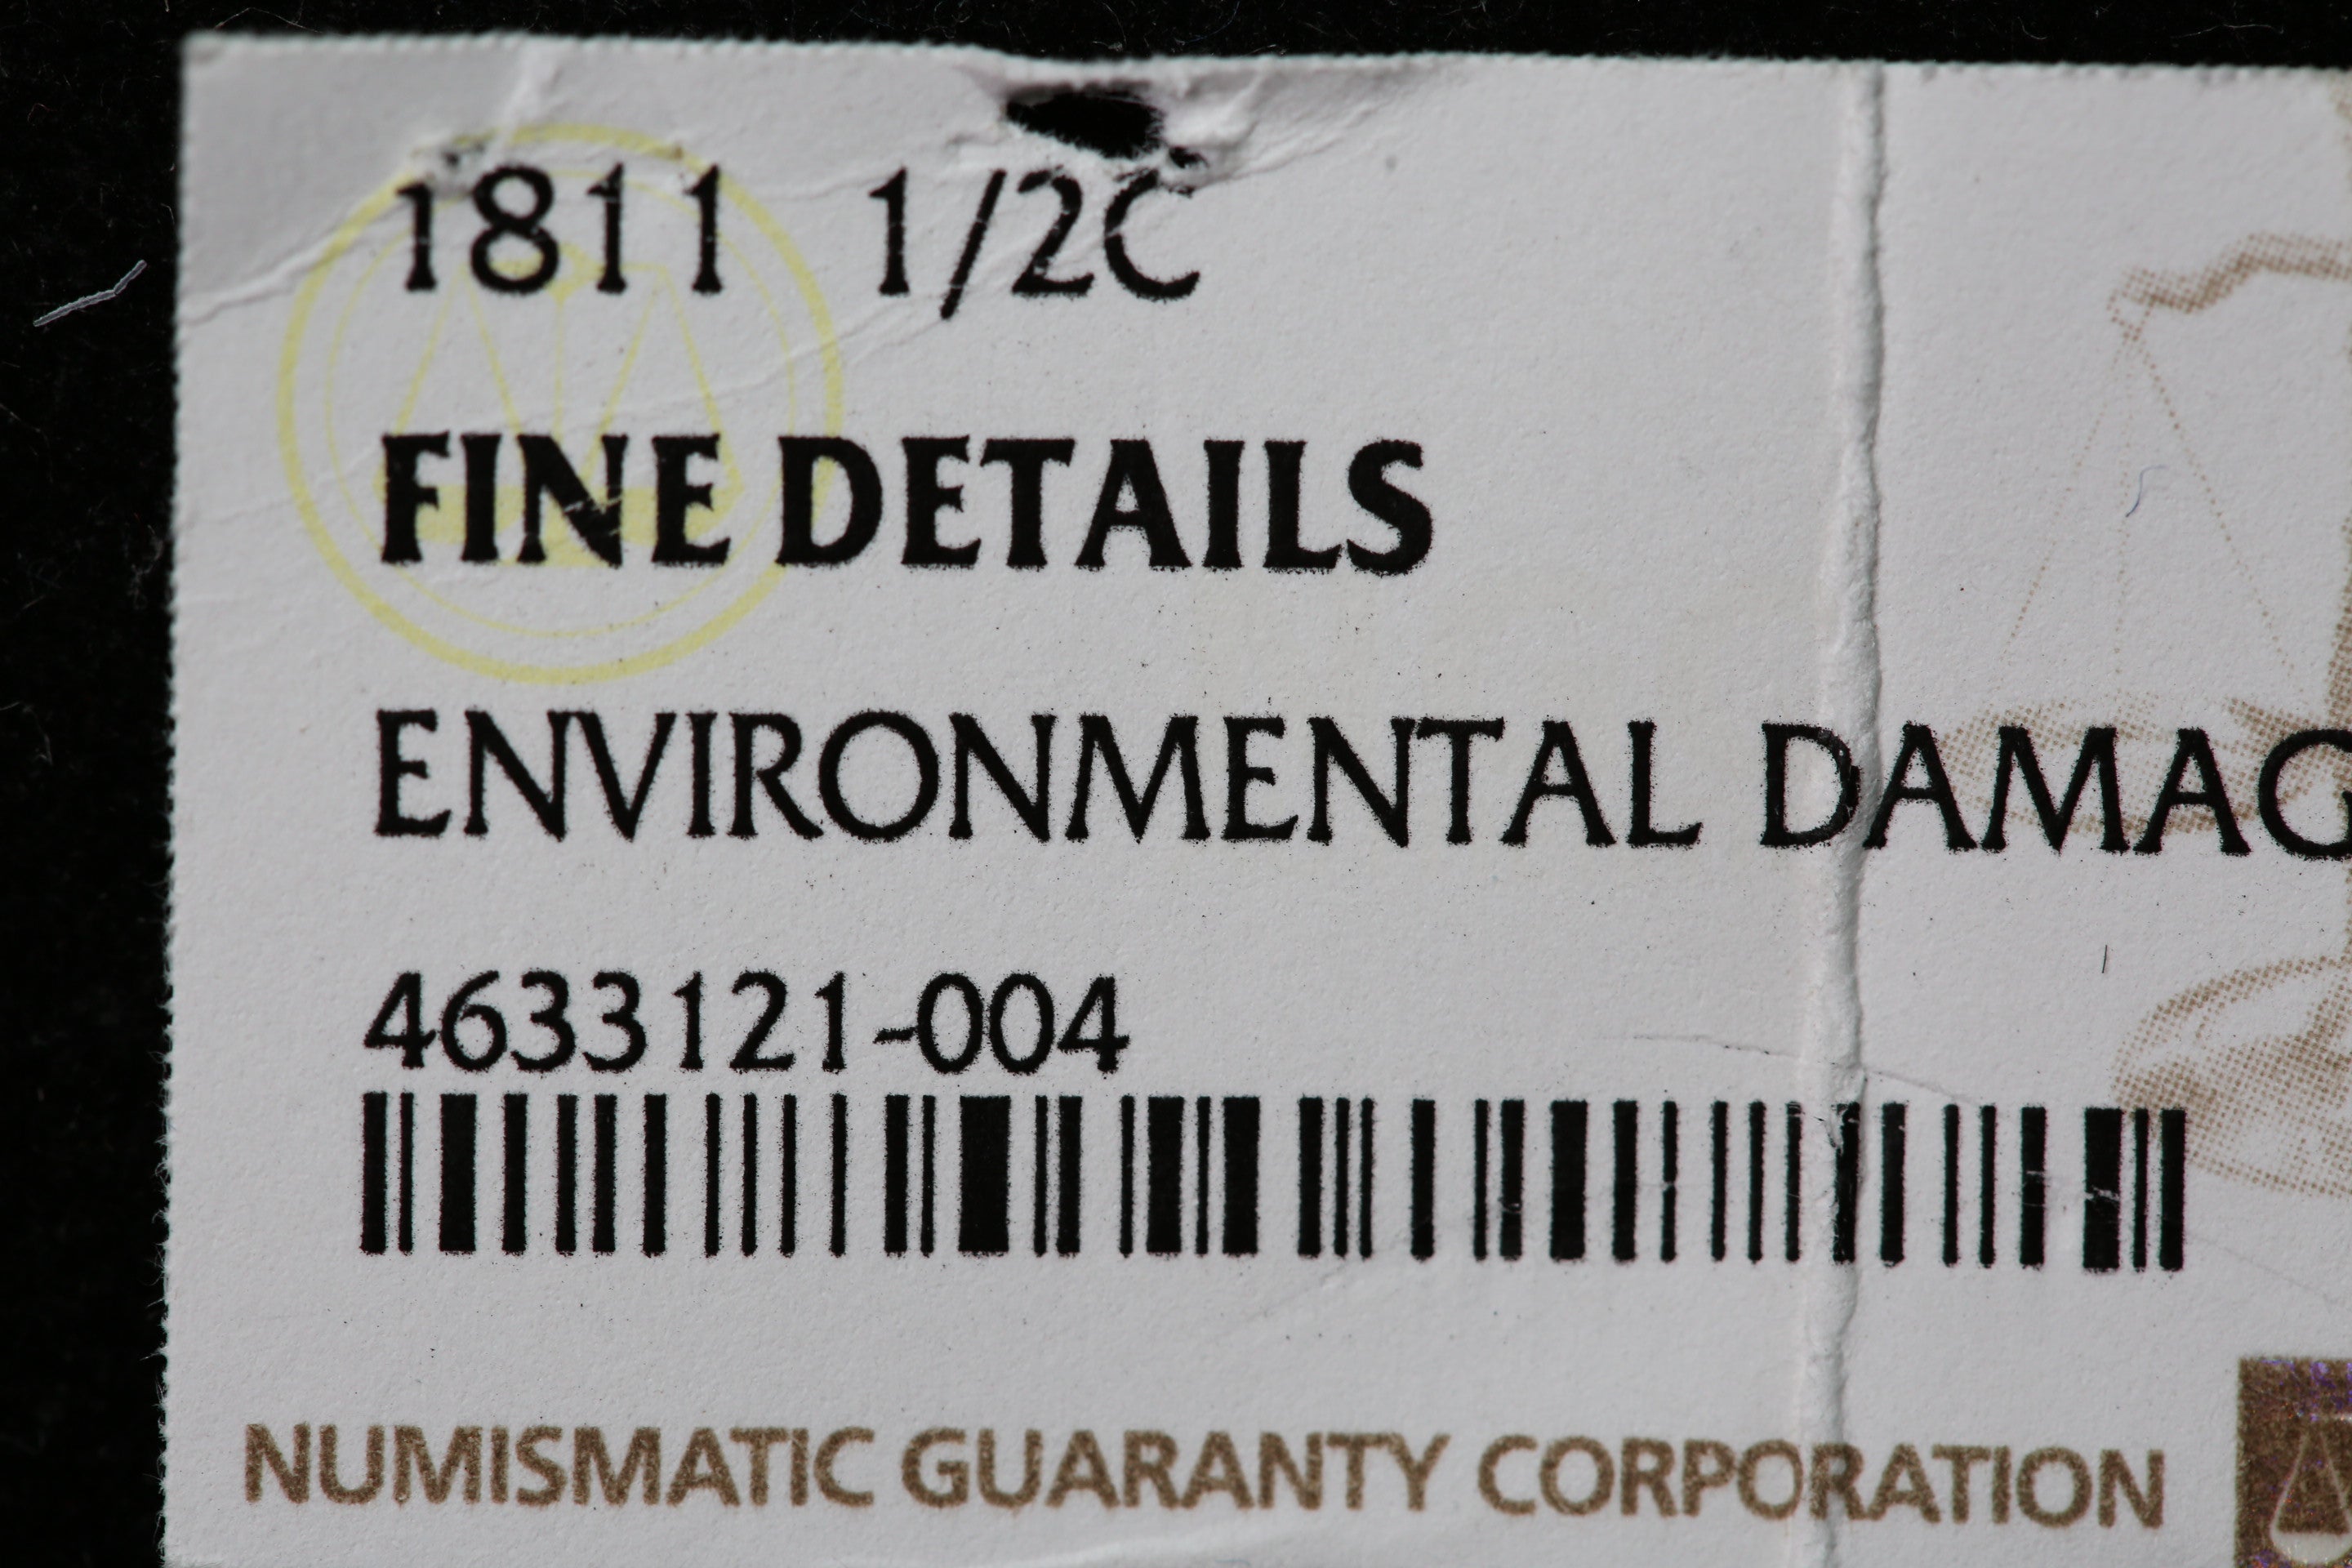 1811 1/2C
FINE DETAILS
ENVIRONMENTAL DAMAG
4633121-004
NUMISMATIC GUARANTY CORPORATION